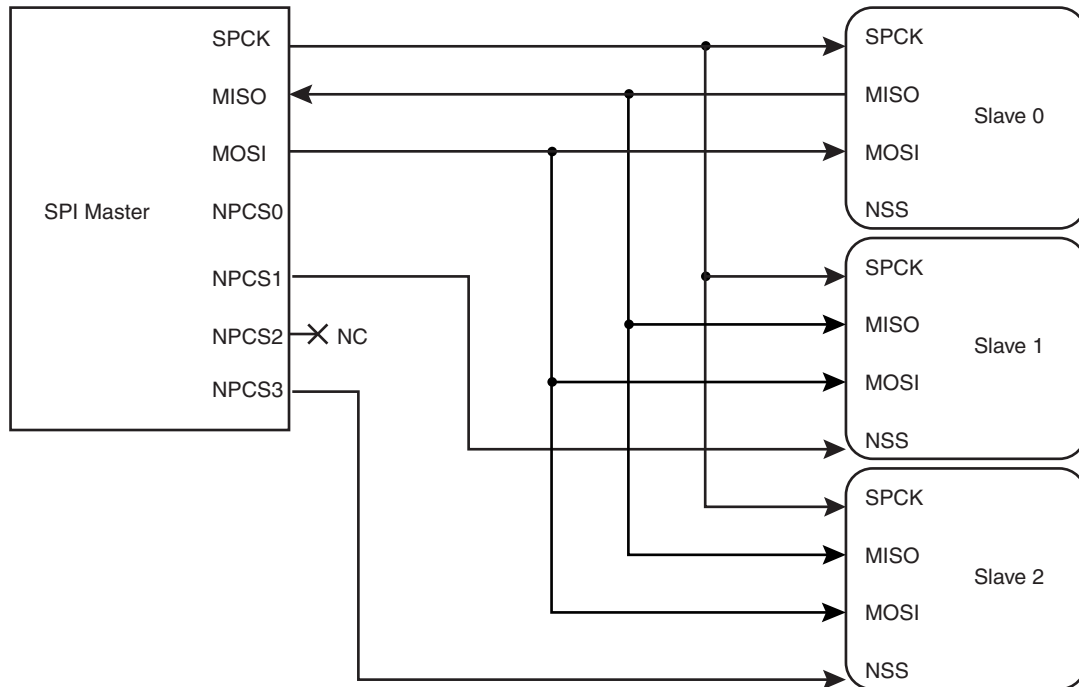 SPI Master
SPCK
MISO
MOSI
NPCS0
NPCS1
NPCS2
NC
NPCS3
SPCK
MISO
Slave 0
MOSI
NSS
SPCK
MISO
Slave 1
MOSI
NSS
SPCK
MISO
Slave 2
MOSI
NSS